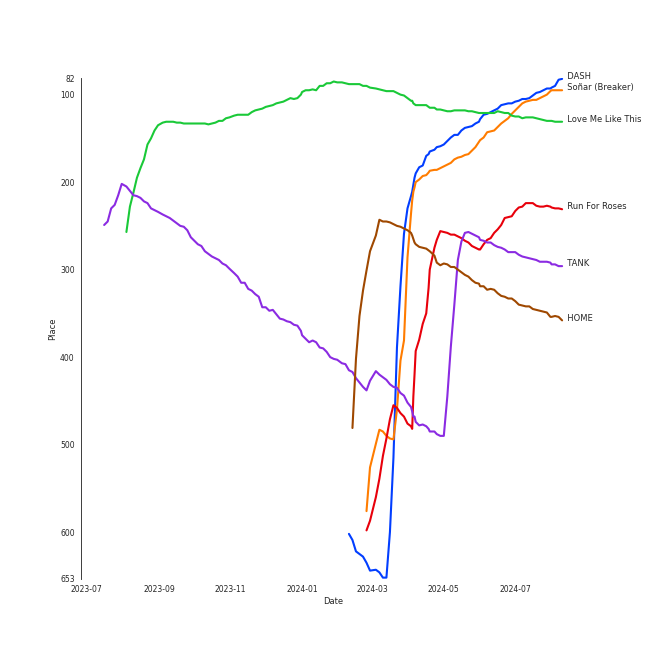 82
100
200
300
400
500
600
653
Place
2023-07
2023-09
2023-11
2024-01
2024-03
2024-05
2024-07
Date
DASH
Soñar (Breaker)
Love Me Like This
Run For Roses
TANK
HOME